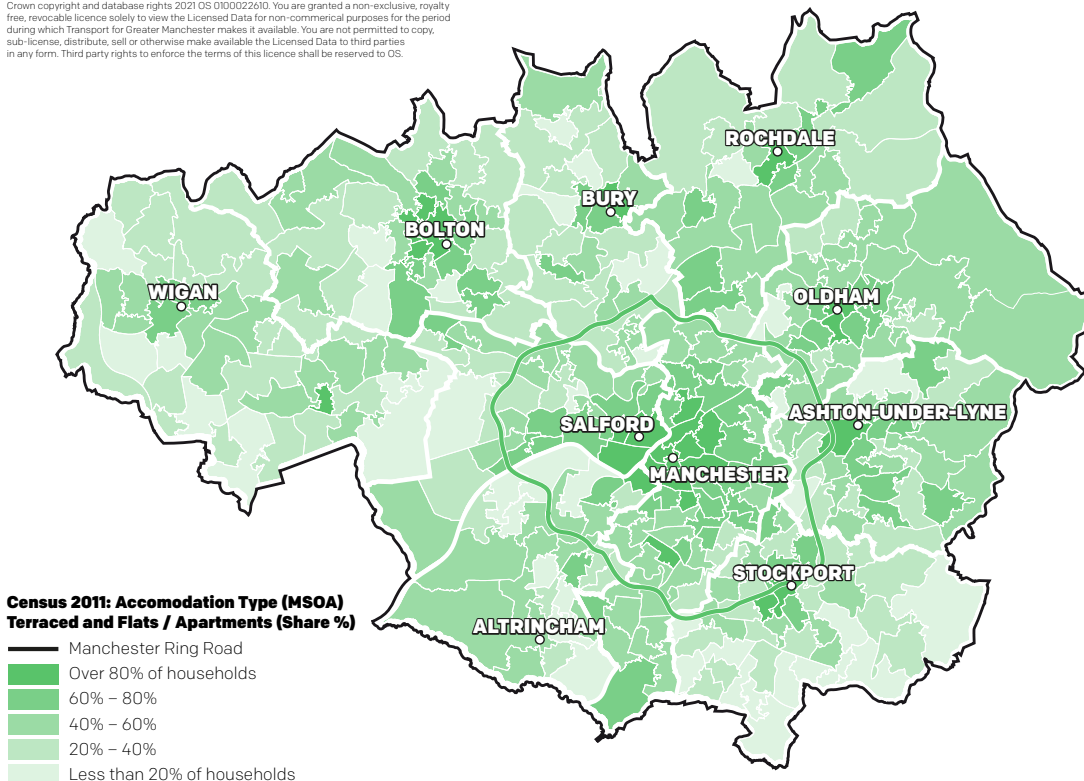 Crown copyright and database rights 2021 OS 0100022610. You are granted a non-exclusive, royalty
free, revocable licence solely to view the Licensed Data for non-commerical purposes for the period
during which Transport for Greater Manchester makes it available. You are not permitted to copy,
sub-license, distribute, sell or otherwise make available the Licensed Data to third parties
in any form. Third party rights to enforce the terms of this licence shall be reserved to OS.
ROCHDALE
BURY
BOLTON
WIGAN
OLDHAM
ASHTON-UNDER-LYNE
SALFORD
MANCHESTER
STOCKPORT
ALTRINCHAM
Census 2011: Accomodation Type (MSOA)
Terraced and Flats / Apartments (Share %)
Manchester Ring Road
Over 80% of households
60% – 80%
40% – 60%
20% – 40%
Less than 20% of households